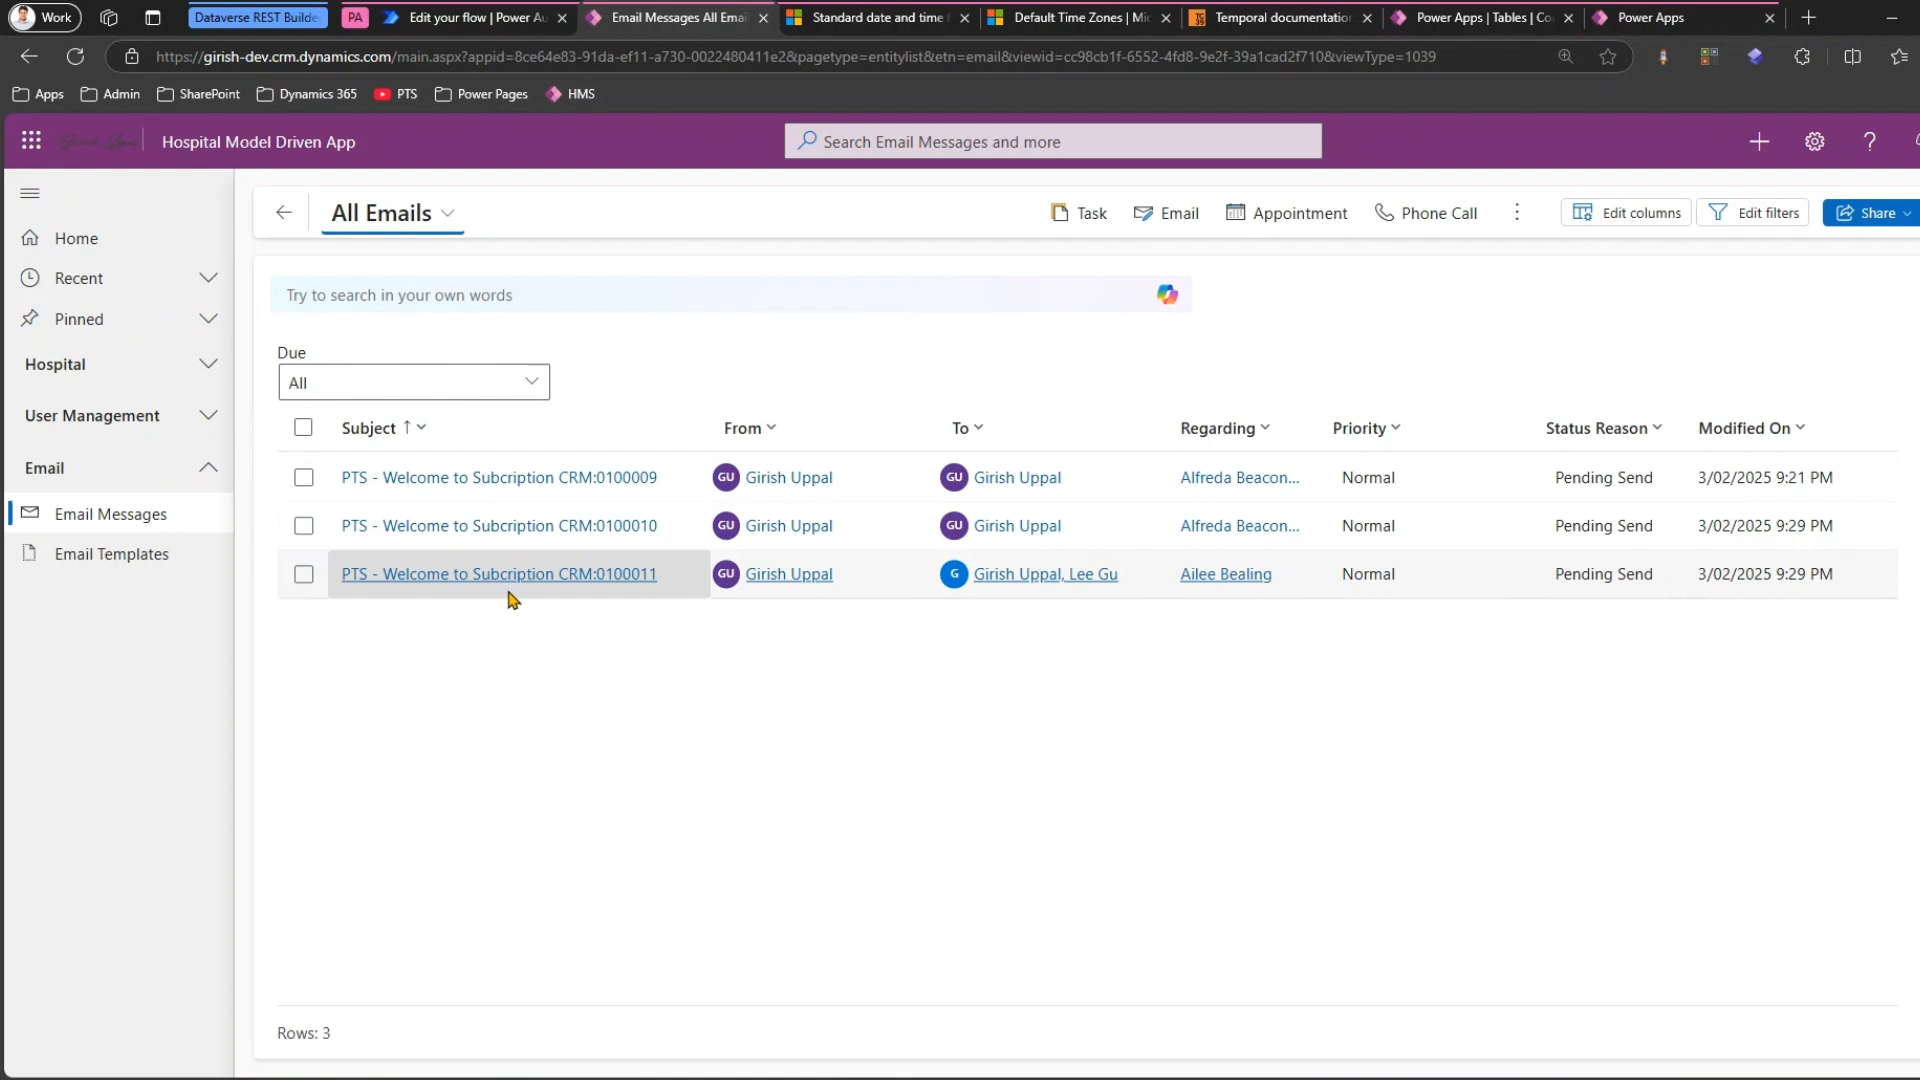 Work
Dataverse REST Builde
PA
Edit your flow | Power Au
Email Messages All Email
Standard date and time f
Default Time Zones | Mic
Temporal documentation
Power Apps | Tables | Co
Power Apps
https://girish-dev.crm.dynamics.com/main.aspx?appid=8ce64e83-91da-ef11-a730-0022480411e2&pagetype=entitylist&etn=email&viewid=cc98cb1f-6552-4fd8-9e2f-39a1cad2f710&viewType=1039
Apps
Admin
SharePoint
Dynamics 365
PTS
Power Pages
HMS
Hospital Model Driven App
Search Email Messages and more
Home
Recent
Pinned
Hospital
User Management
Email
Email Messages
Email Templates
All Emails
Task
Email
Appointment
Phone Call
Edit columns
Edit filters
Share
Try to search in your own words
Due
All
Subject From To Regarding Priority Status Reason Modified On
PTS - Welcome to Subcription CRM:0100009 GU Girish Uppal GU Girish Uppal Alfreda Beacon... Normal Pending Send 3/02/2025 9:21 PM
PTS - Welcome to Subcription CRM:0100010 GU Girish Uppal GU Girish Uppal Alfreda Beacon... Normal Pending Send 3/02/2025 9:29 PM
PTS - Welcome to Subcription CRM:0100011 GU Girish Uppal G Girish Uppal, Lee Gu Ailee Bealing Normal Pending Send 3/02/2025 9:29 PM
Rows: 3